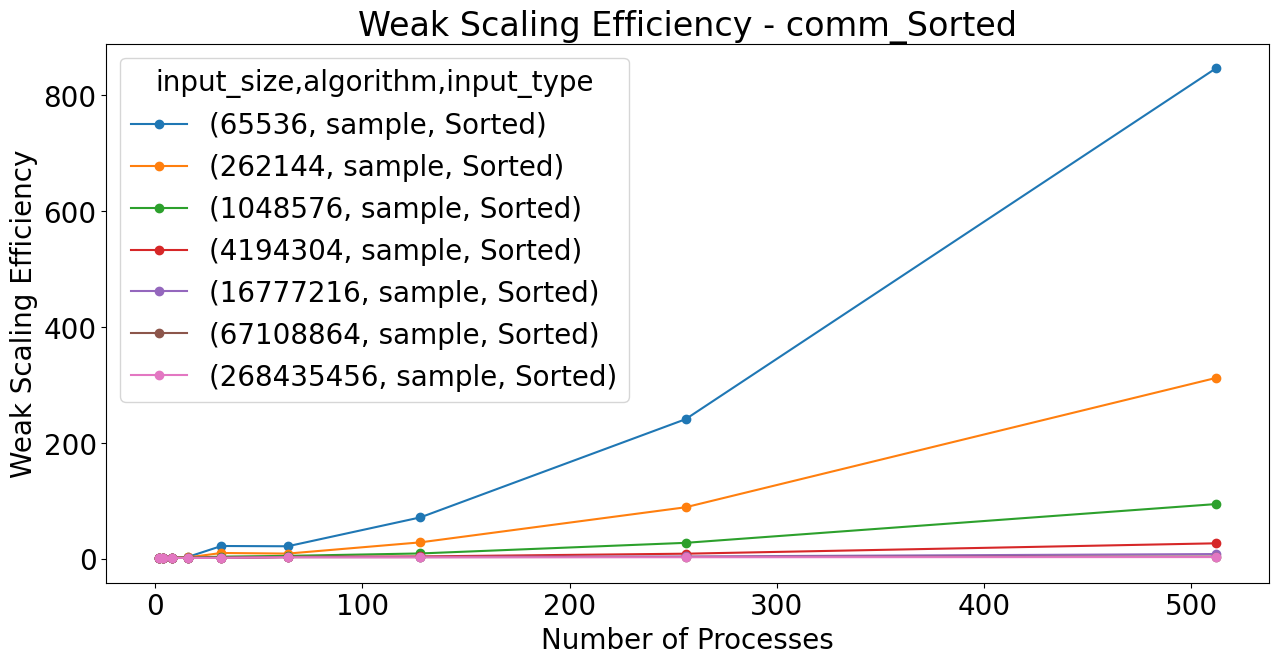 Weak Scaling Efficiency - comm_Sorted
input_size,algorithm,input_type
(65536, sample, Sorted)
(262144, sample, Sorted)
(1048576, sample, Sorted)
(4194304, sample, Sorted)
(16777216, sample, Sorted)
(67108864, sample, Sorted)
(268435456, sample, Sorted)
Weak Scaling Efficiency
800
600
400
200
0
0 100 200 300 400 500
Number of Processes